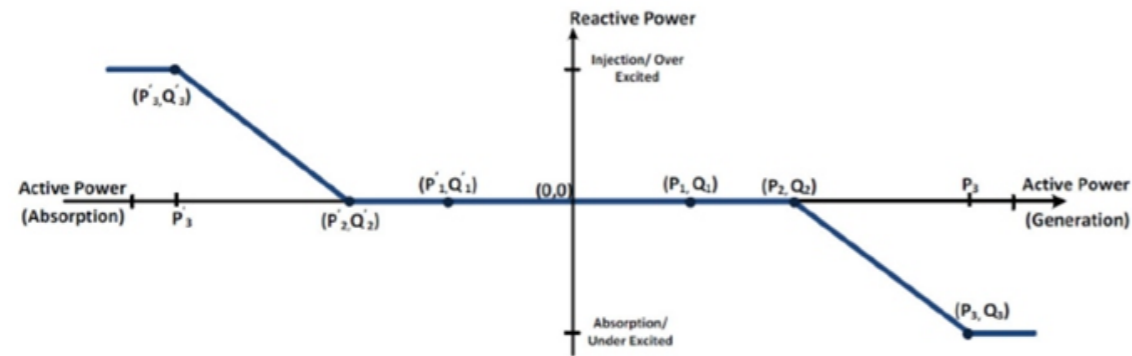 Reactive Power
Injection/ Over
Excited
(P'3,Q'3)
Active Power
(Absorption)
P'3
(P'2,Q'2)
(P'1,Q'1)
(0,0)
(P1, Q1)
(P2, Q2)
P3
Active Power
(Generation)
(P3, Q3)
Absorption/
Under Excited